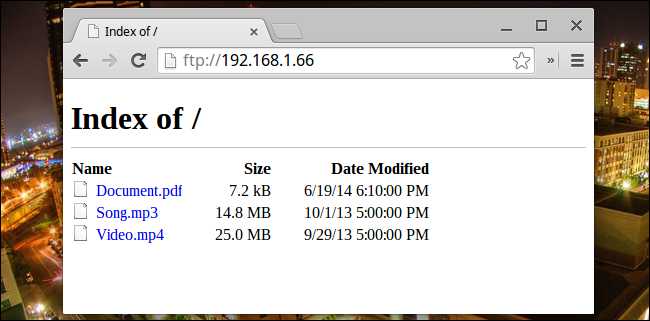 Index of /
ftp://192.168.1.66
Index of /
Name Size Date Modified
Document.pdf 7.2 kB 6/19/14 6:10:00 PM
Song.mp3 14.8 MB 10/1/13 5:00:00 PM
Video.mp4 25.0 MB 9/29/13 5:00:00 PM